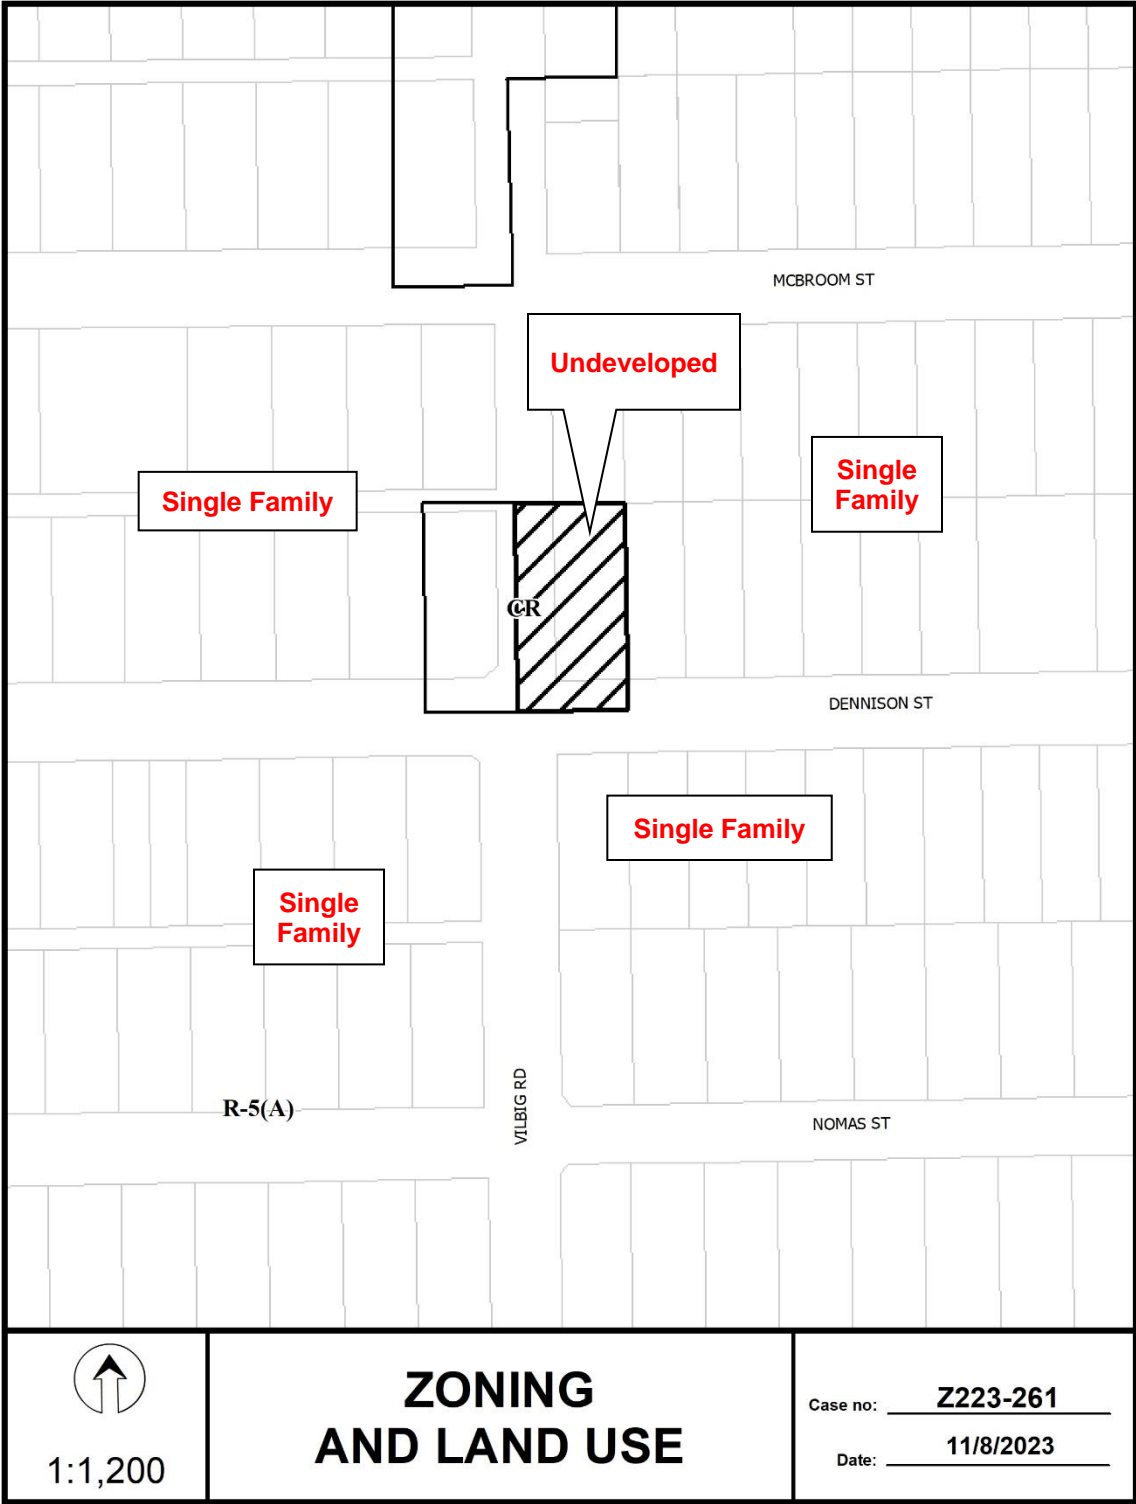 MCBROOM ST
Undeveloped
Single Family
Single
Family
CR
DENNISON ST
Single Family
Single
Family
R-5(A)
VILBIG RD
NOMAS ST
1:1,200
ZONING
AND LAND USE
Case no: Z223-261
Date: 11/8/2023